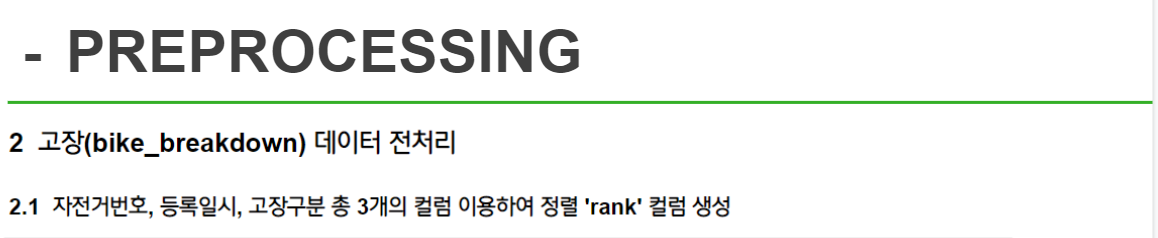 - PREPROCESSING
2 고장(bike_breakdown) 데이터 전처리
2.1 자전거번호, 등록일시, 고장구분 총 3개의 컬럼 이용하여 정렬 'rank' 컬럼 생성